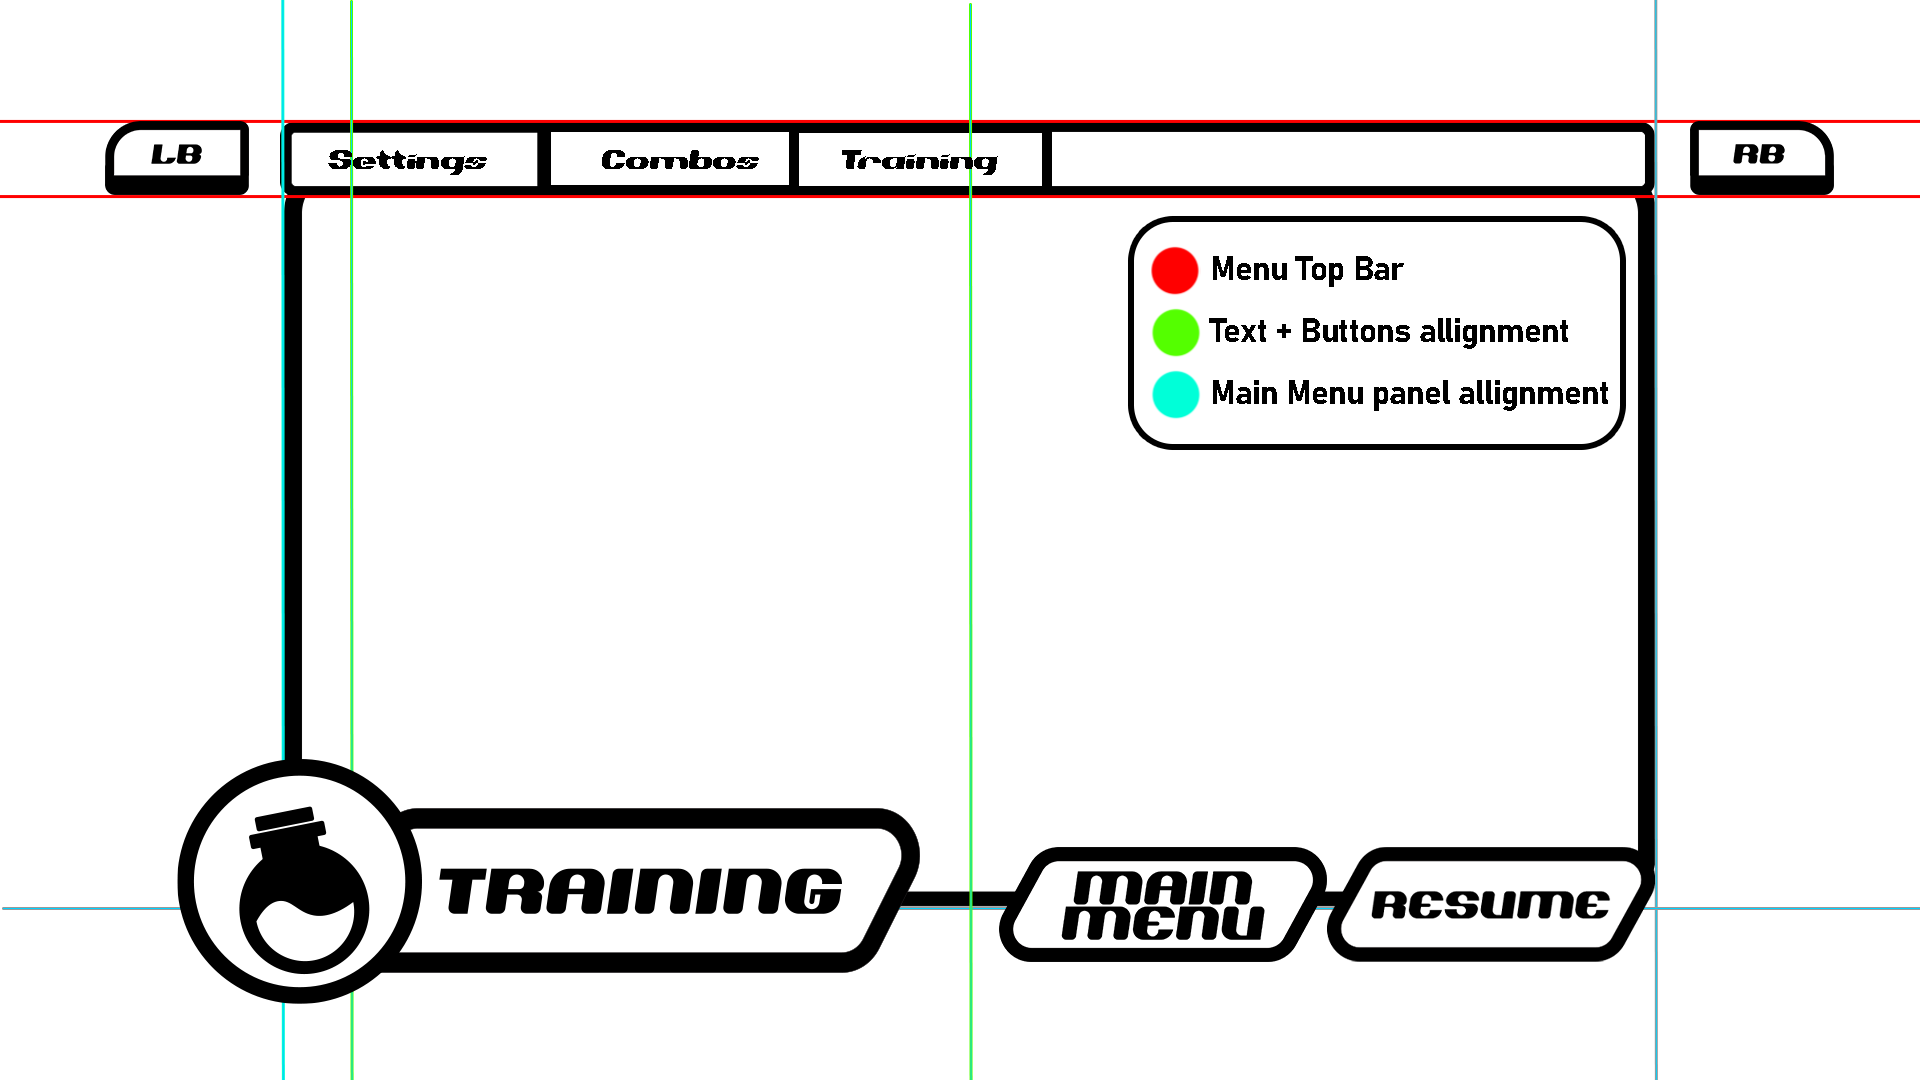 LB
Settings
Combos
Training
RB
Menu Top Bar
Text + Buttons allignment
Main Menu panel allignment
TRAINING
MAIN
MENU
RESUME